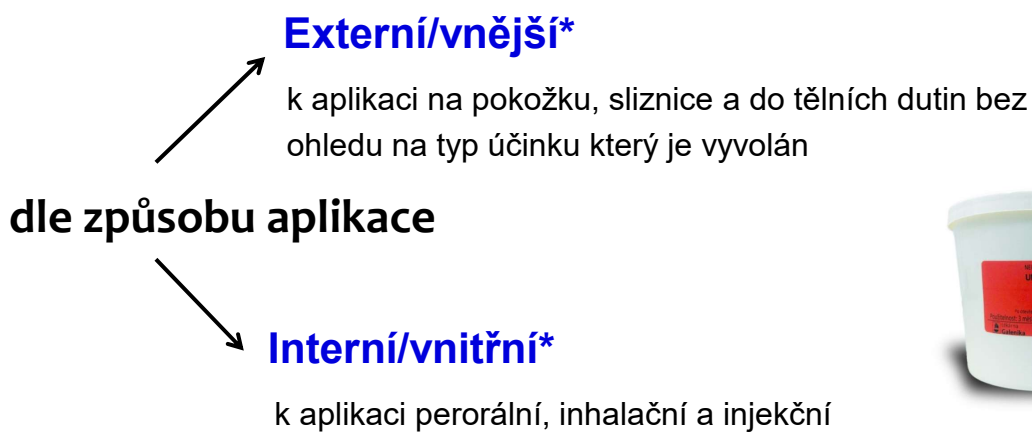 Externí/vnější*
k aplikaci na pokožku, sliznice a do tělních dutin bez
ohledu na typ účinku který je vyvolán
dle způsobu aplikace
Interní/vnitřní*
k aplikaci perorální, inhalační a injekční